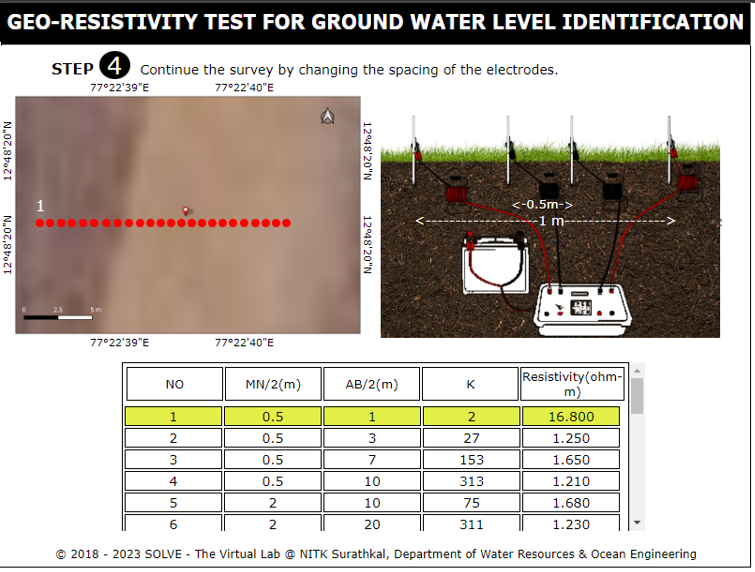 GEO-RESISTIVITY TEST FOR GROUND WATER LEVEL IDENTIFICATION
STEP 4 Continue the survey by changing the spacing of the electrodes.
77°22'39"E 77°22'40"E
12°48'20"N 12°48'20"N
12°48'20"N 12°48'20"N
1
0 2.5 5 m
77°22'39"E 77°22'40"E
<-0.5m->
<--------------1 m-------------->
NO MN/2(m) AB/2(m) K Resistivity(ohm-
m)
1 0.5 1 2 16.800
2 0.5 3 27 1.250
3 0.5 7 153 1.650
4 0.5 10 313 1.210
5 2 10 75 1.680
6 2 20 311 1.230
© 2018 - 2023 SOLVE - The Virtual Lab @ NITK Surathkal, Department of Water Resources & Ocean Engineering